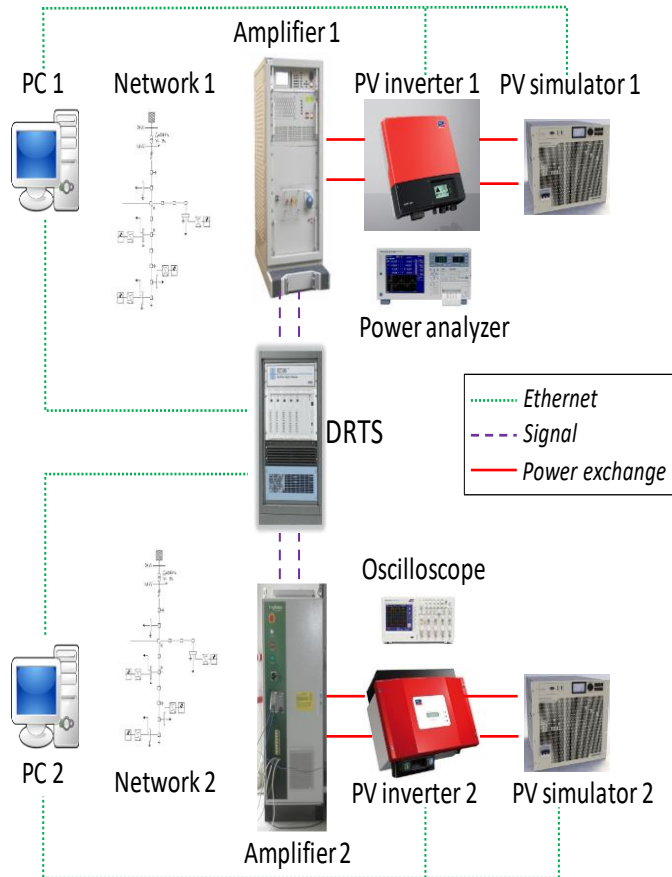 Amplifier 1
PC 1
Network 1
PV inverter 1
PV simulator 1
Power analyzer
DRTS
Ethernet
Signal
Power exchange
Oscilloscope
PC 2
Network 2
PV inverter 2
PV simulator 2
Amplifier 2